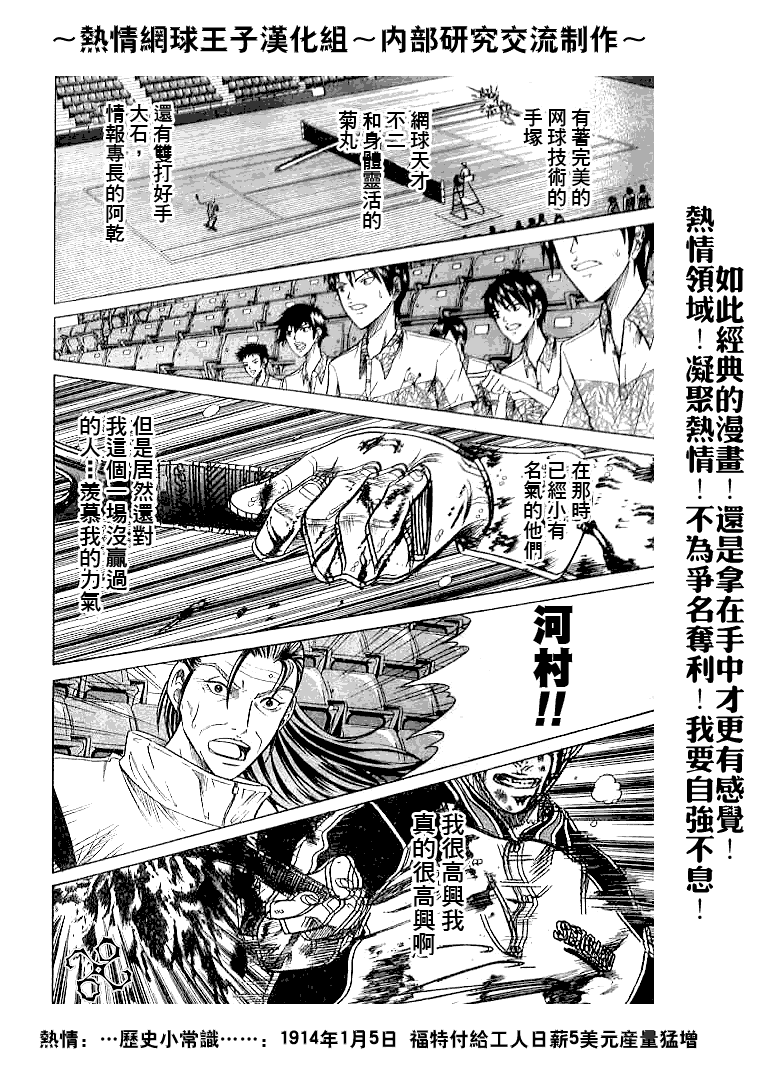 ～熱情網球王子漢化組～内部研究交流制作～
有著完美的
网球技術的
手塚
網球天才
不二
和身體靈活的
菊丸
還有雙打好手
大石，
情報專長的阿乾
在那時
已經小有
名氣的他們
但是居然還對
我這個一場沒贏過
的人…羨慕我的力氣
河村!!
我很高興我
真的很高興啊
如此經典的漫畫！還是拿在手中才更有感覺！
熱情領域！凝聚熱情！不為爭名奪利！我要自強不息！
熱情：…歷史小常識……：1914年1月5日 福特付給工人日薪5美元産量猛增